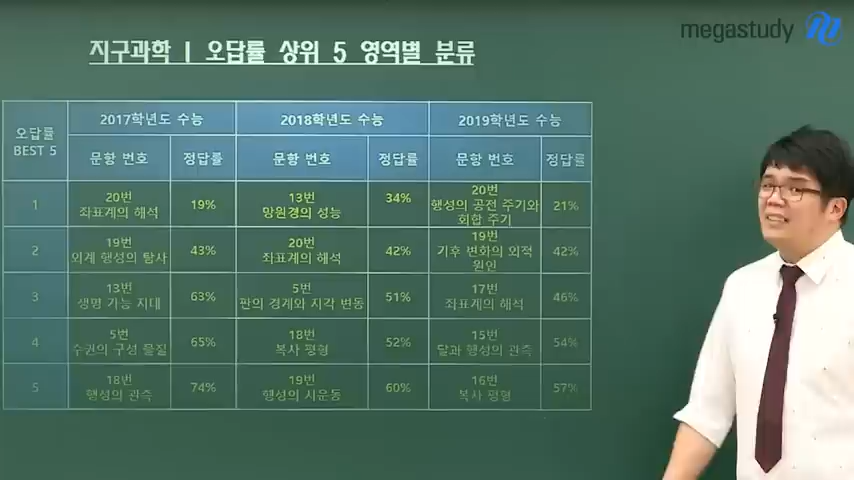 megastudy
지구과학 I 오답률 상위 5 영역별 분류
오답률
BEST 5
2017학년도 수능
2018학년도 수능
2019학년도 수능
문항 번호
정답률
문항 번호
정답률
문항 번호
정답률
1
20번
좌표계의 해석
19%
13번
망원경의 성능
34%
20번
행성의 공전 주기와
회합 주기
21%
2
19번
외계 행성의 탐사
43%
20번
좌표계의 해석
42%
19번
기후 변화의 외적
원인
42%
3
13번
생명 가능 지대
63%
5번
판의 경계와 지각 변동
51%
17번
좌표계의 해석
46%
4
5번
수권의 구성 물질
65%
18번
복사 평형
52%
15번
달과 행성의 관측
54%
5
18번
행성의 관측
74%
19번
행성의 시운동
60%
16번
복사 평형
57%